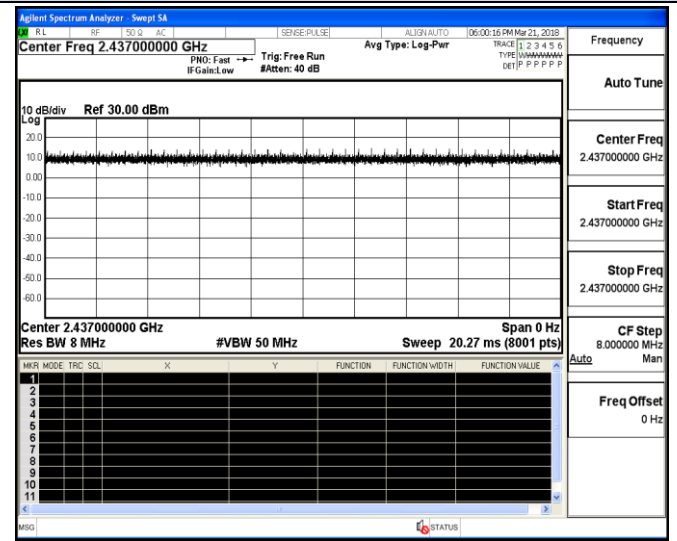 Agilent Spectrum Analyzer - Swept SA
RL RF 50 Ω AC SENSE:PULSE ALIGN AUTO 06:00:16 PM Mar 21, 2018
Center Freq 2.437000000 GHz
PNO: Fast
IFGain:Low
Trig: Free Run
#Atten: 40 dB
Avg Type: Log-Pwr
TRACE 1 2 3 4 5 6
TYPE
DET P P P P P P
10 dB/div Ref 30.00 dBm
Log
20.0
10.0
0.00
-10.0
-20.0
-30.0
-40.0
-50.0
-60.0
Center 2.437000000 GHz Span 0 Hz
Res BW 8 MHz #VBW 50 MHz Sweep 20.27 ms (8001 pts)
MKR MODE TRC SCL X Y FUNCTION FUNCTION WIDTH FUNCTION VALUE
1
2
3
4
5
6
7
8
9
10
11
MSG STATUS
Frequency
Auto Tune
Center Freq
2.437000000 GHz
Start Freq
2.437000000 GHz
Stop Freq
2.437000000 GHz
CF Step
8.000000 MHz
Auto Man
Freq Offset
0 Hz